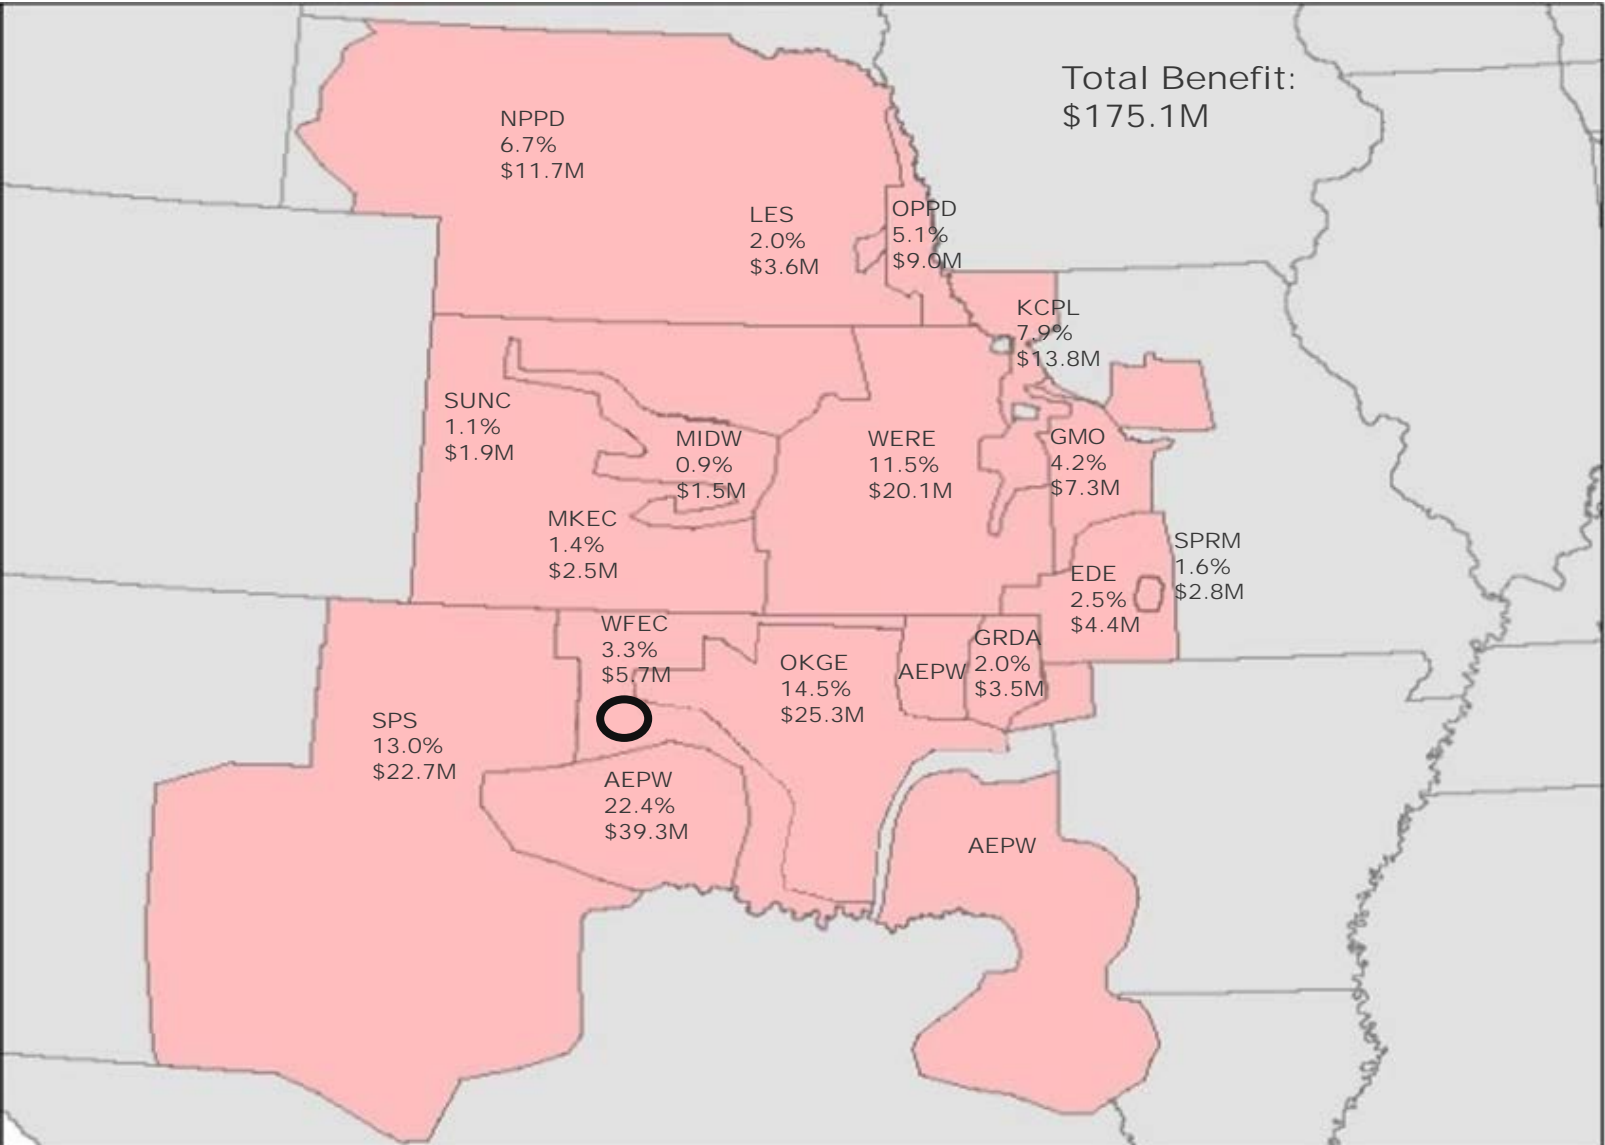 Total Benefit:
$175.1M
NPPD
6.7%
$11.7M
LES
2.0%
$3.6M
OPPD
5.1%
$9.0M
KCPL
7.9%
$13.8M
SUNC
1.1%
$1.9M
MIDW
0.9%
$1.5M
WERE
11.5%
$20.1M
GMO
4.2%
$7.3M
MKEC
1.4%
$2.5M
SPRM
1.6%
$2.8M
EDE
2.5%
$4.4M
WFEC
3.3%
$5.7M
OKGE
14.5%
$25.3M
AEPW
GRDA
2.0%
$3.5M
SPS
13.0%
$22.7M
AEPW
22.4%
$39.3M
AEPW